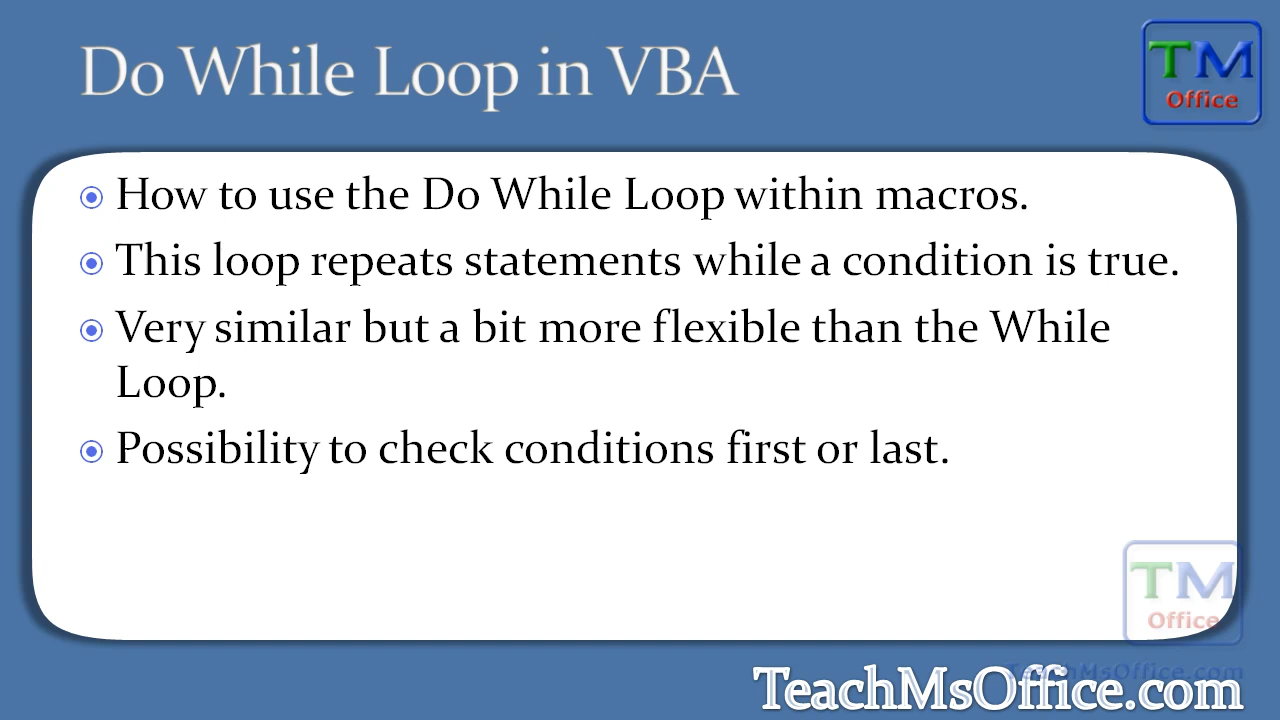 Do While Loop in VBA
TM
Office
How to use the Do While Loop within macros.
This loop repeats statements while a condition is true.
Very similar but a bit more flexible than the While
Loop.
Possibility to check conditions first or last.
TM
Office
TeachMsOffice.com
TeachMsOffice.com